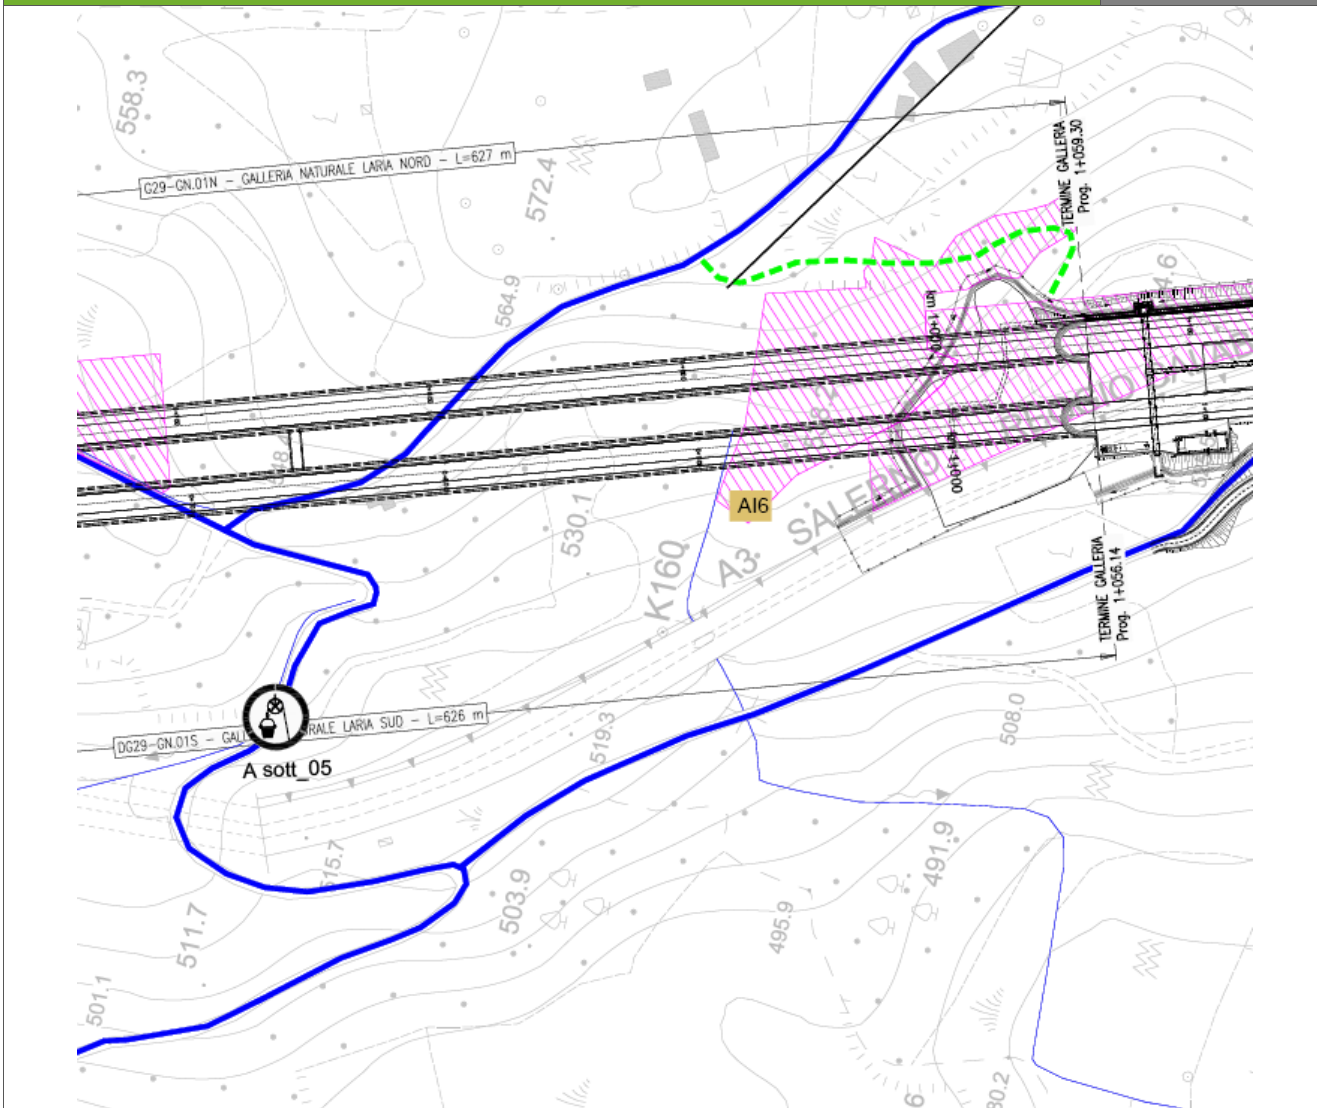 558.3
G29-GN.01N - GALLERIA NATURALE LARIA NORD - L=627 m
572.4
TERMINE GALLERIA
Prog. 1+059.30
564.9
km 1+000
AI6
A3
SALERNO
K160
530.1
TERMINE GALLERIA
Prog. 1+056.14
DG29-GN.01S - GAL
RALE LARIA SUD - L=626 m
A sott_05
519.3
508.0
515.7
503.9
491.9
511.7
495.9
501.1